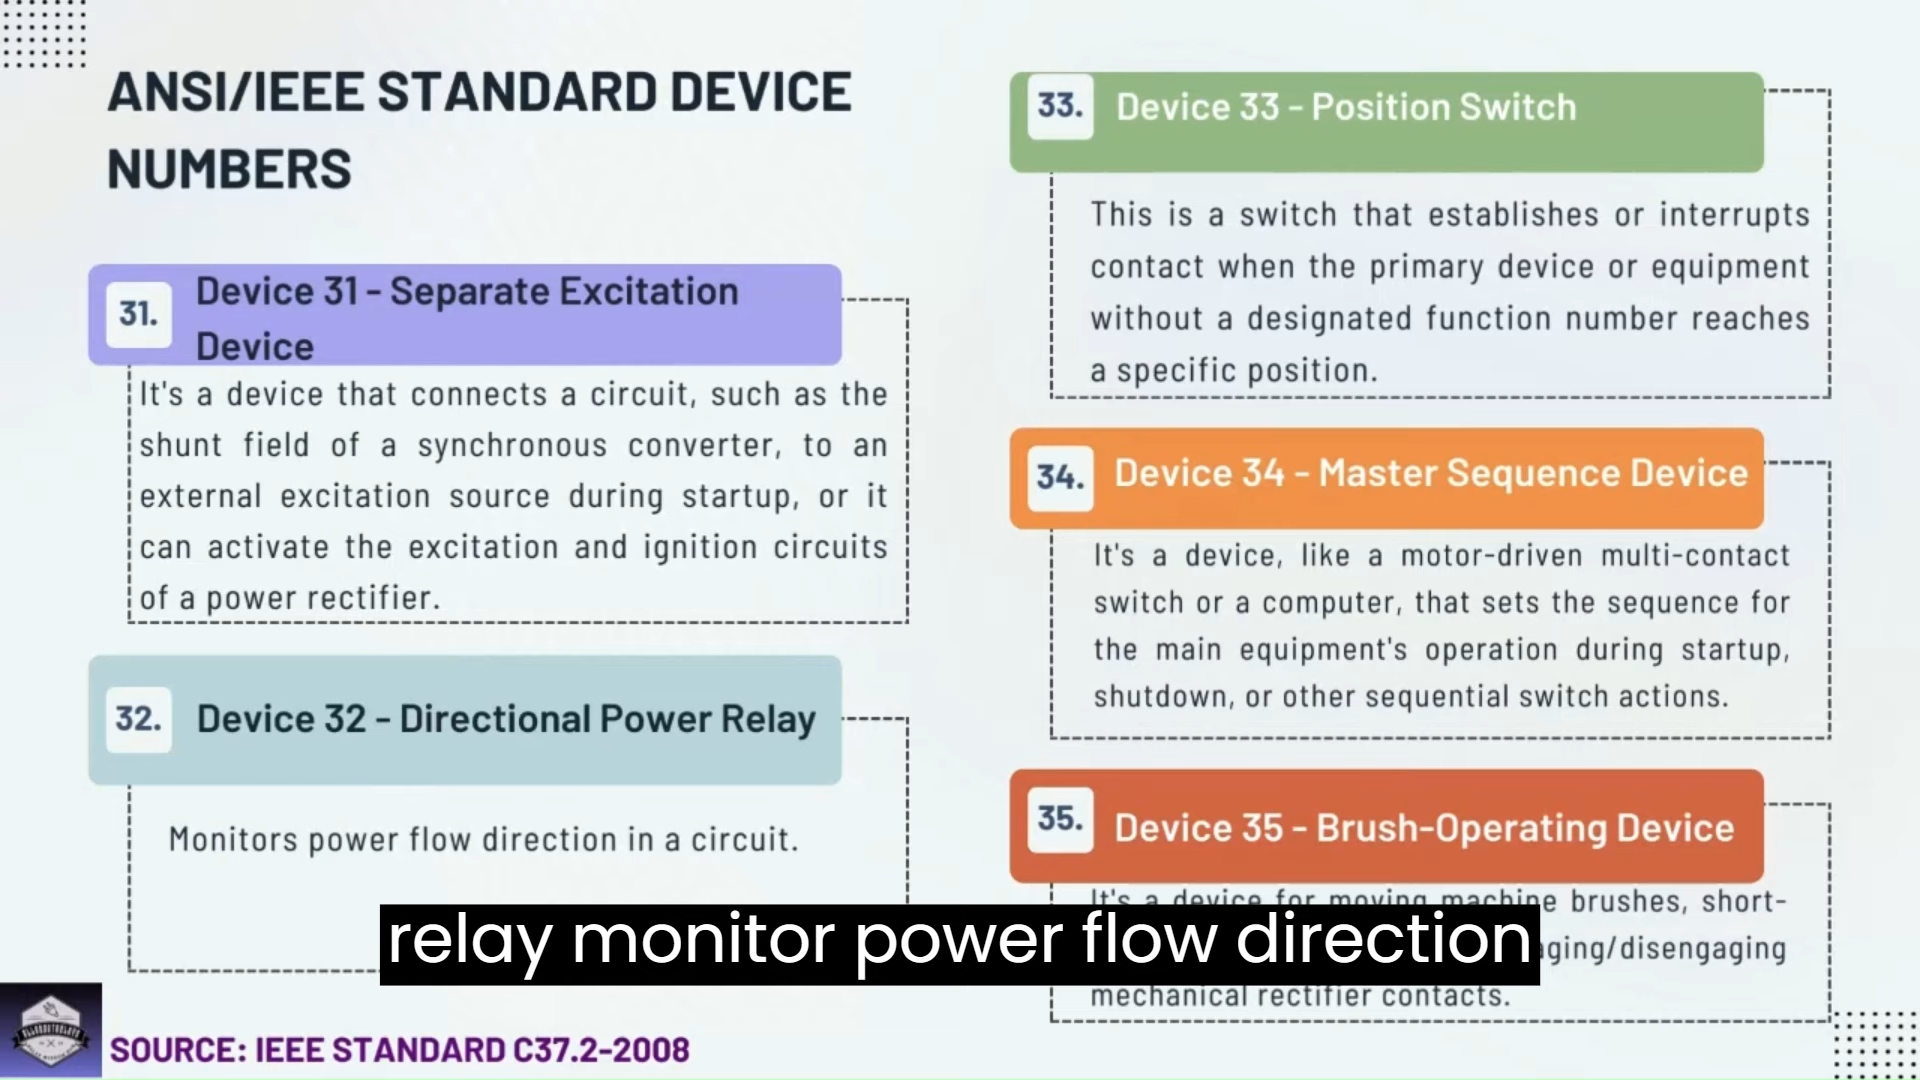 ANSI/IEEE STANDARD DEVICE
NUMBERS
31.
Device 31 - Separate Excitation
Device
It's a device that connects a circuit, such as the
shunt field of a synchronous converter, to an
external excitation source during startup, or it
can activate the excitation and ignition circuits
of a power rectifier.
32.
Device 32 - Directional Power Relay
Monitors power flow direction in a circuit.
33.
Device 33 - Position Switch
This is a switch that establishes or interrupts
contact when the primary device or equipment
without a designated function number reaches
a specific position.
34.
Device 34 - Master Sequence Device
It's a device, like a motor-driven multi-contact
switch or a computer, that sets the sequence for
the main equipment's operation during startup,
shutdown, or other sequential switch actions.
35.
Device 35 - Brush-Operating Device
It's a device for moving machine brushes, short-
aging/disengaging
mechanical rectifier contacts.
relay monitor power flow direction
SOURCE: IEEE STANDARD C37.2-2008